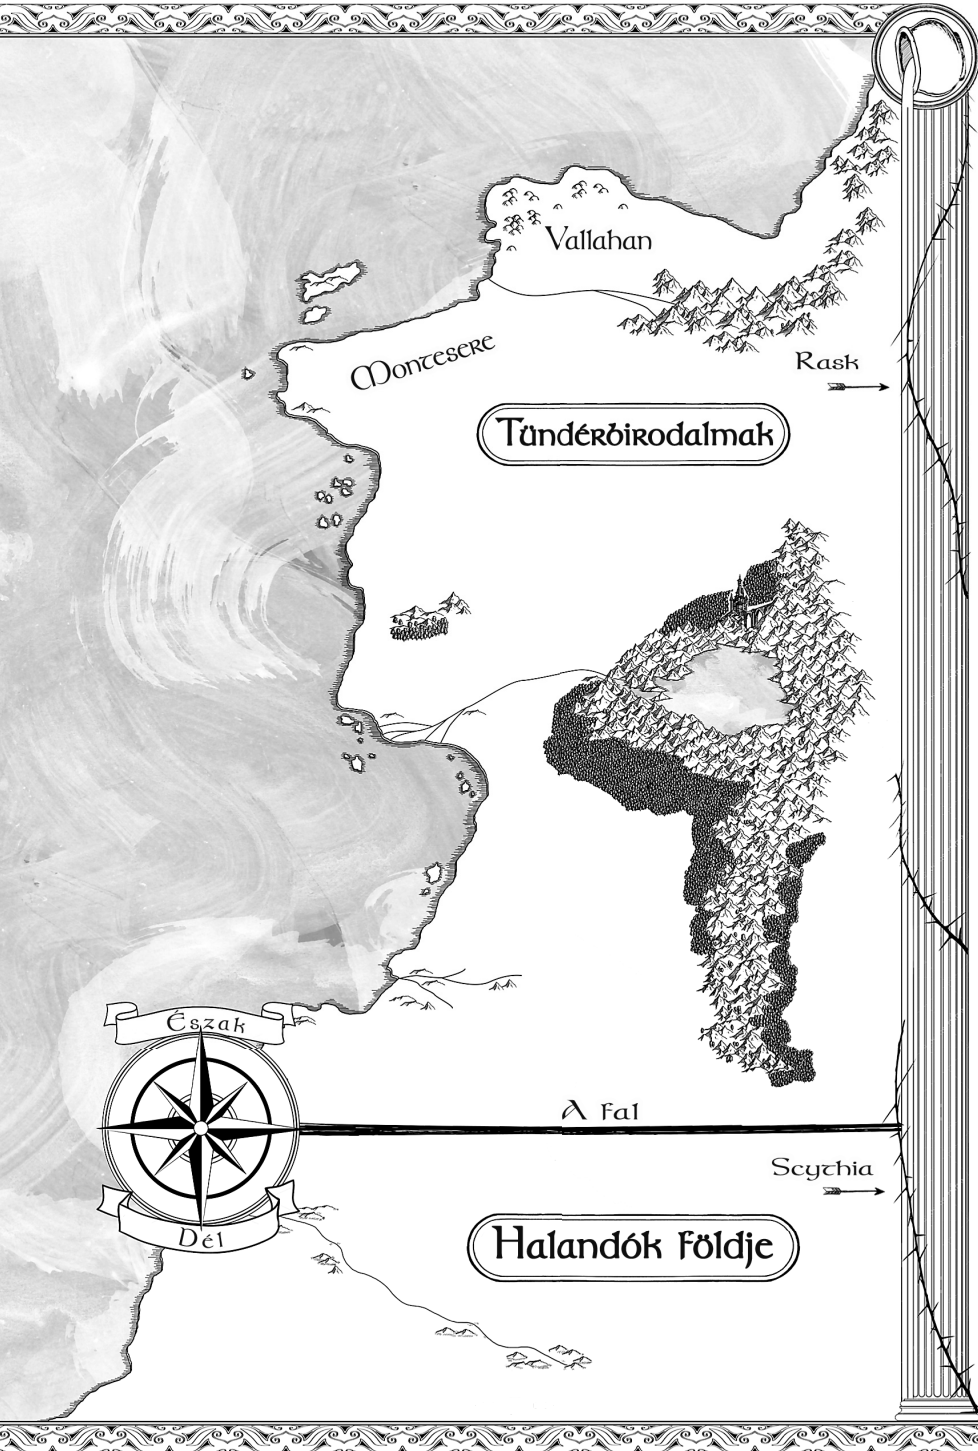 Vallahan
Montesere
Rask
Tündérbirodalmak
Észak
A fal
Scythia
Dél
Halandók földje